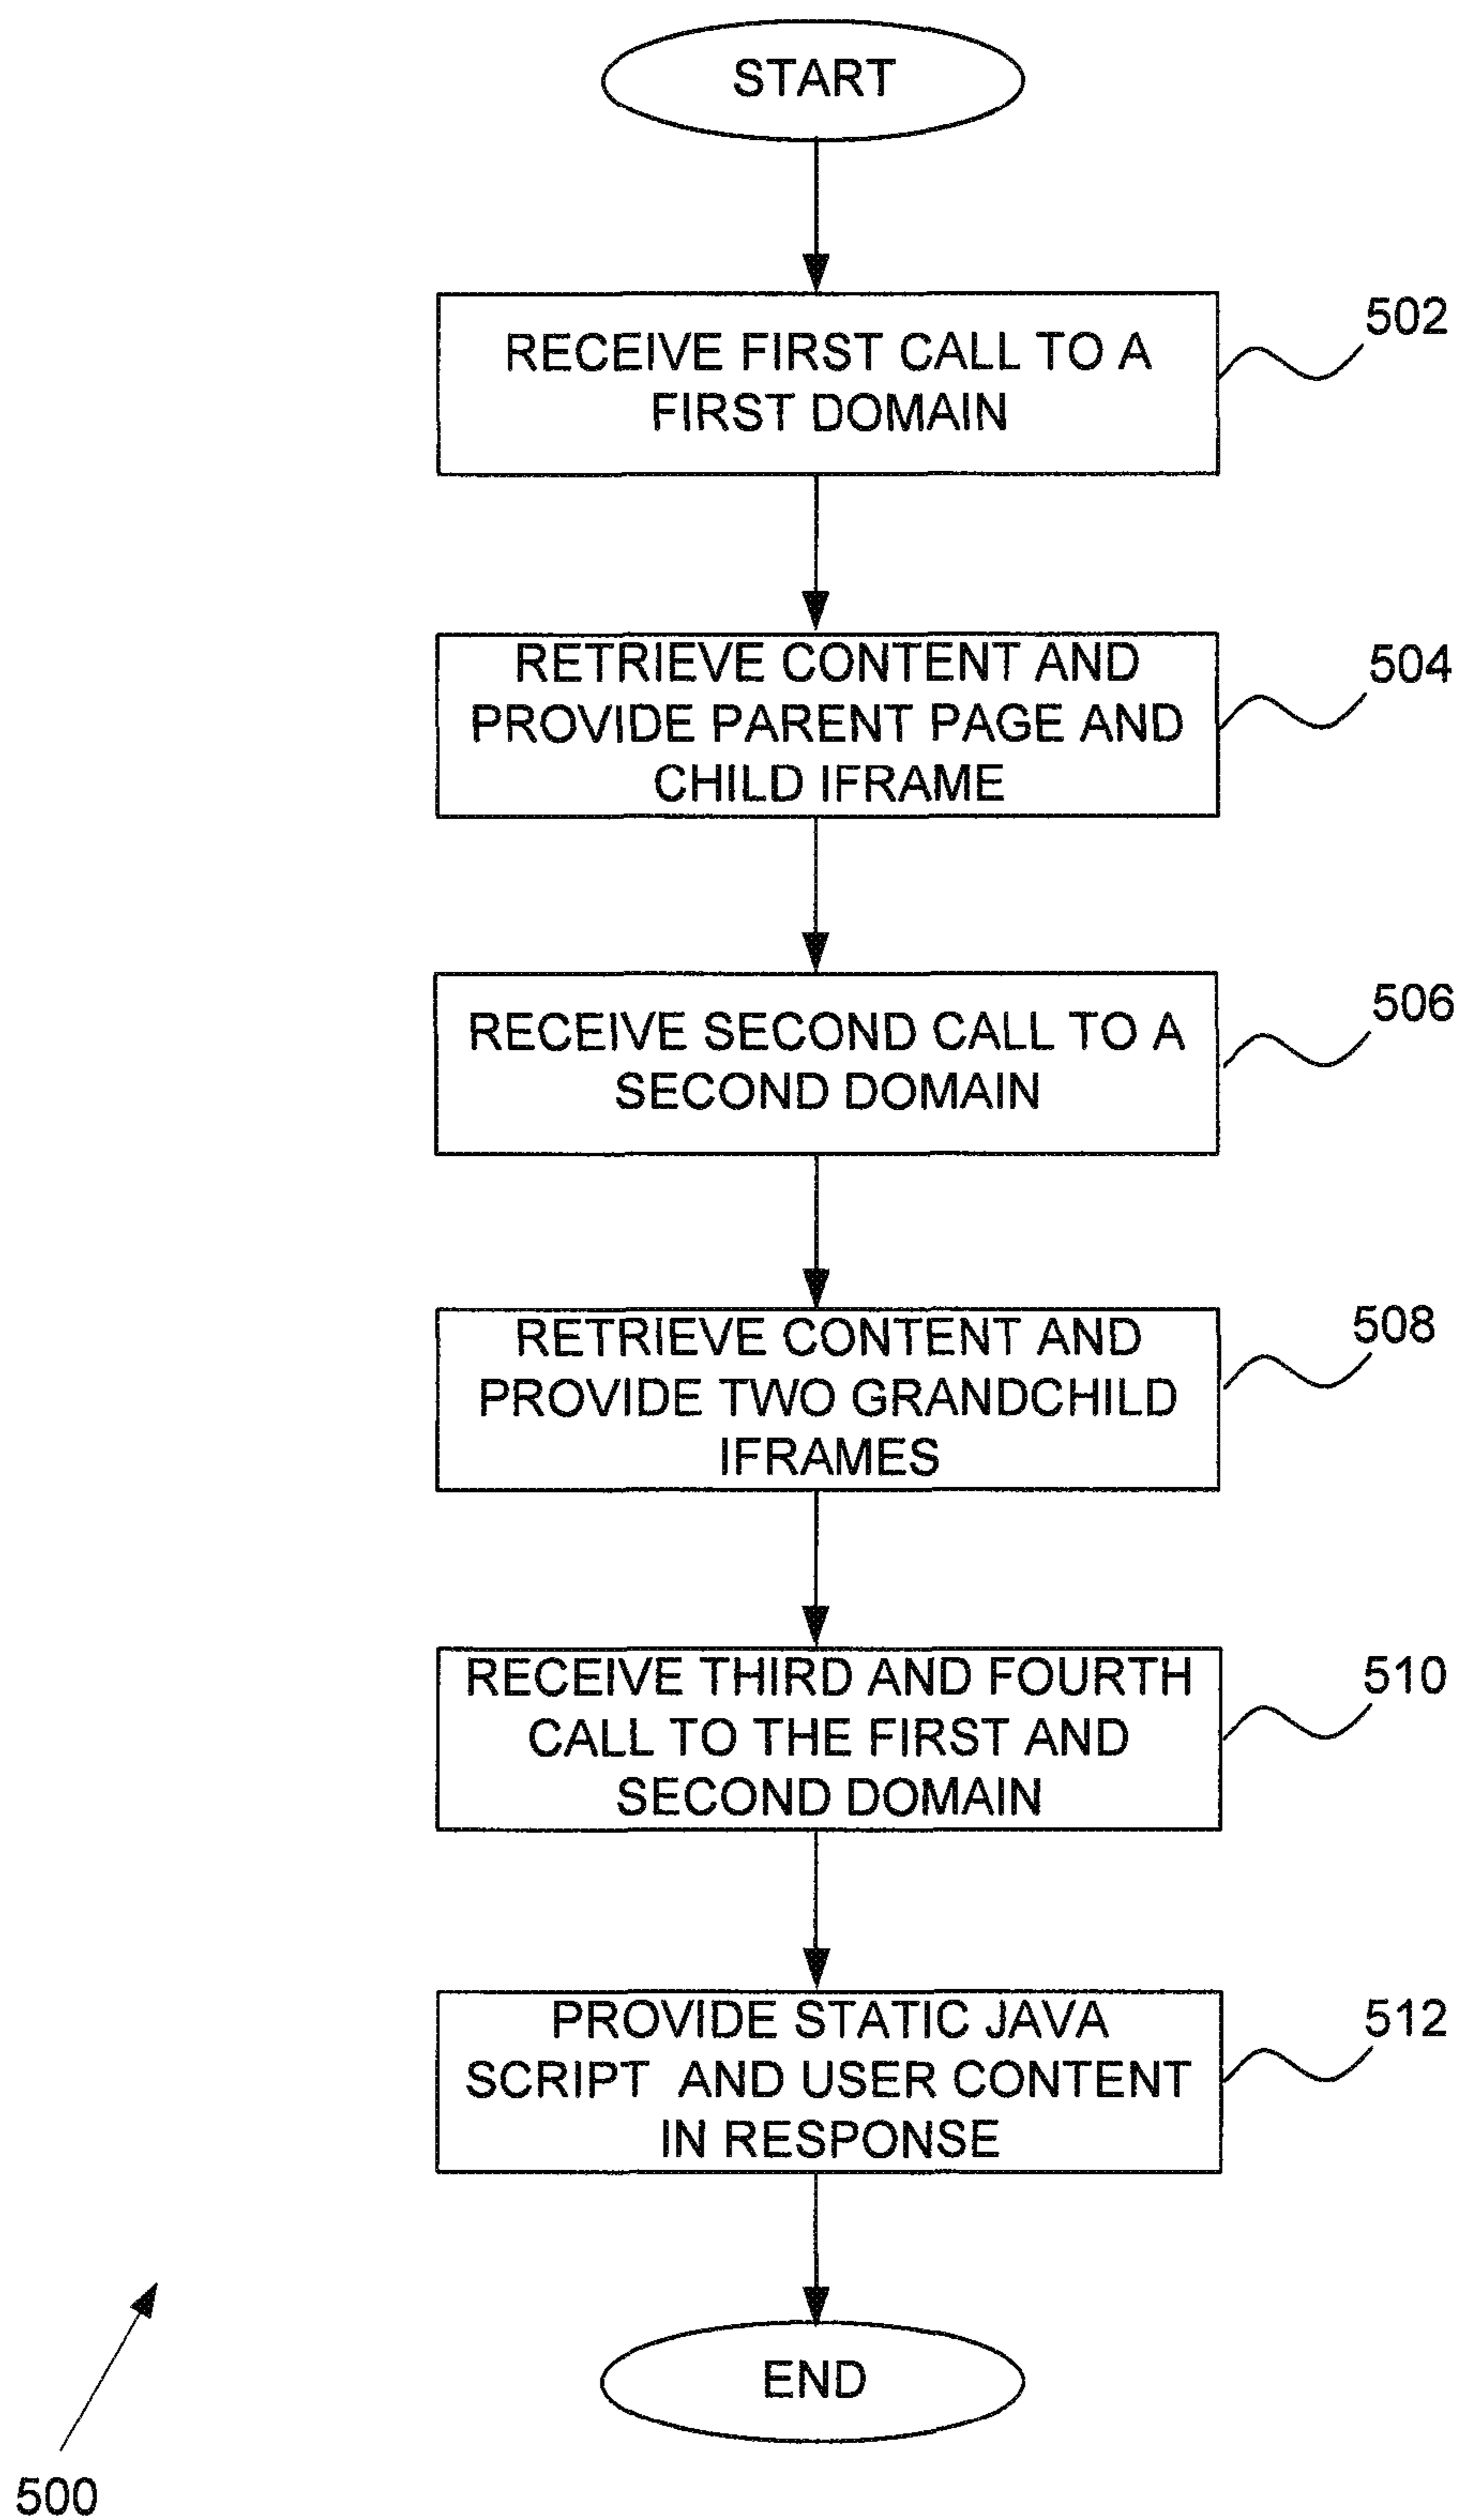 START
RECEIVE FIRST CALL TO A
FIRST DOMAIN
502
RETRIEVE CONTENT AND
PROVIDE PARENT PAGE AND
CHILD IFRAME
504
RECEIVE SECOND CALL TO A
SECOND DOMAIN
506
RETRIEVE CONTENT AND
PROVIDE TWO GRANDCHILD
IFRAMES
508
RECEIVE THIRD AND FOURTH
CALL TO THE FIRST AND
SECOND DOMAIN
510
PROVIDE STATIC JAVA
SCRIPT AND USER CONTENT
IN RESPONSE
512
END
500